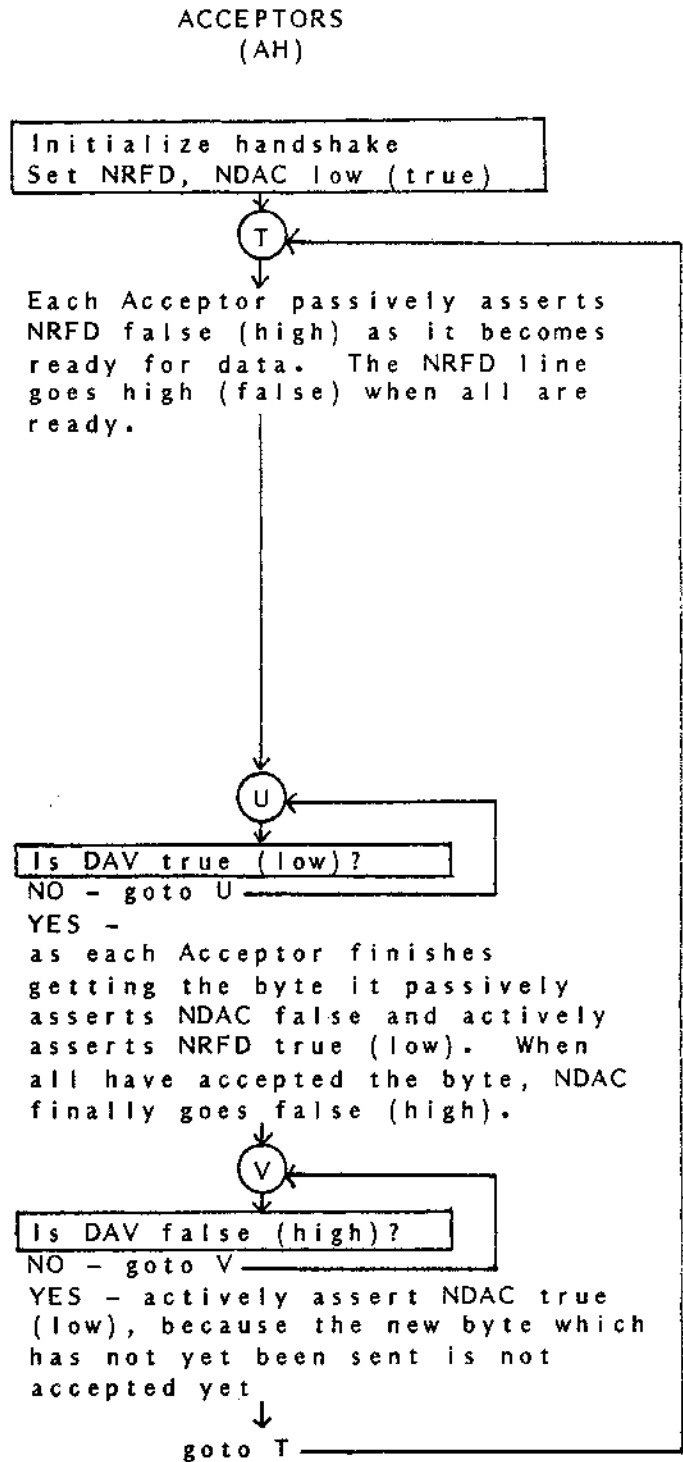 ACCEPTORS
(AH)
Initialize handshake
Set NRFD, NDAC low (true)
T
Each Acceptor passively asserts
NRFD false (high) as it becomes
ready for data. The NRFD line
goes high (false) when all are
ready.
U
Is DAV true (low)?
NO - goto U
YES -
as each Acceptor finishes
getting the byte it passively
asserts NDAC false and actively
asserts NRFD true (low). When
all have accepted the byte, NDAC
finally goes false (high).
V
Is DAV false (high)?
NO - goto V
YES - actively assert NDAC true
(low), because the new byte which
has not yet been sent is not
accepted yet
goto T